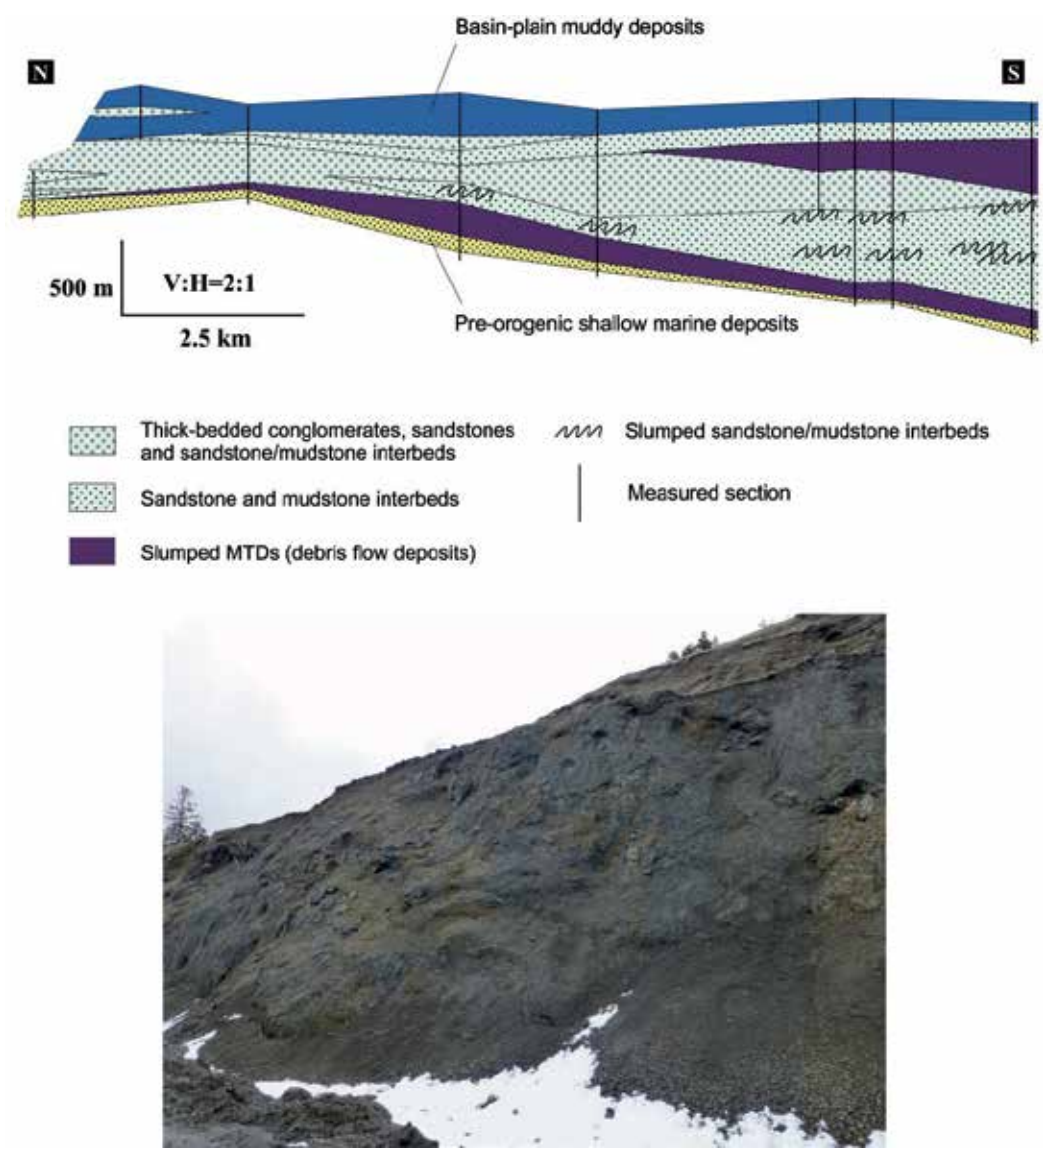 Basin-plain muddy deposits
N
S
500 m
V:H=2:1
2.5 km
Pre-orogenic shallow marine deposits
Thick-bedded conglomerates, sandstones
and sandstone/mudstone interbeds
Sandstone and mudstone interbeds
Slumped MTDs (debris flow deposits)
Slumped sandstone/mudstone interbeds
Measured section